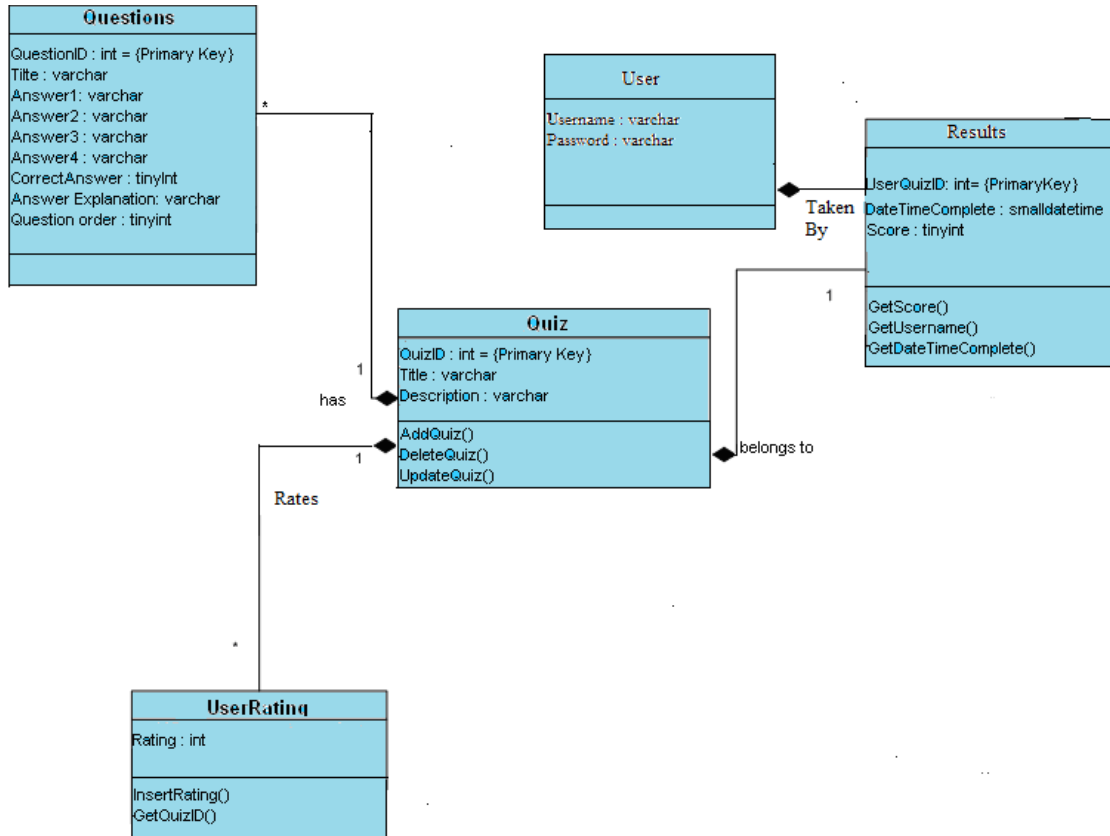 Questions
QuestionID : int = {Primary Key}
Tilte : varchar
Answer1: varchar
Answer2 : varchar
Answer3 : varchar
Answer4 : varchar
CorrectAnswer : tinyInt
Answer Explanation: varchar
Question order : tinyint
*
1
has
User
Username : varchar
Password : varchar
Taken
By
Results
UserQuizID: int= {PrimaryKey}
DateTimeComplete : smalldatetime
Score : tinyint
GetScore()
GetUsername()
GetDateTimeComplete()
1
belongs to
Quiz
QuizID : int = {Primary Key}
Title : varchar
Description : varchar
AddQuiz()
DeleteQuiz()
UpdateQuiz()
1
Rates
*
UserRating
Rating : int
InsertRating()
GetQuizID()